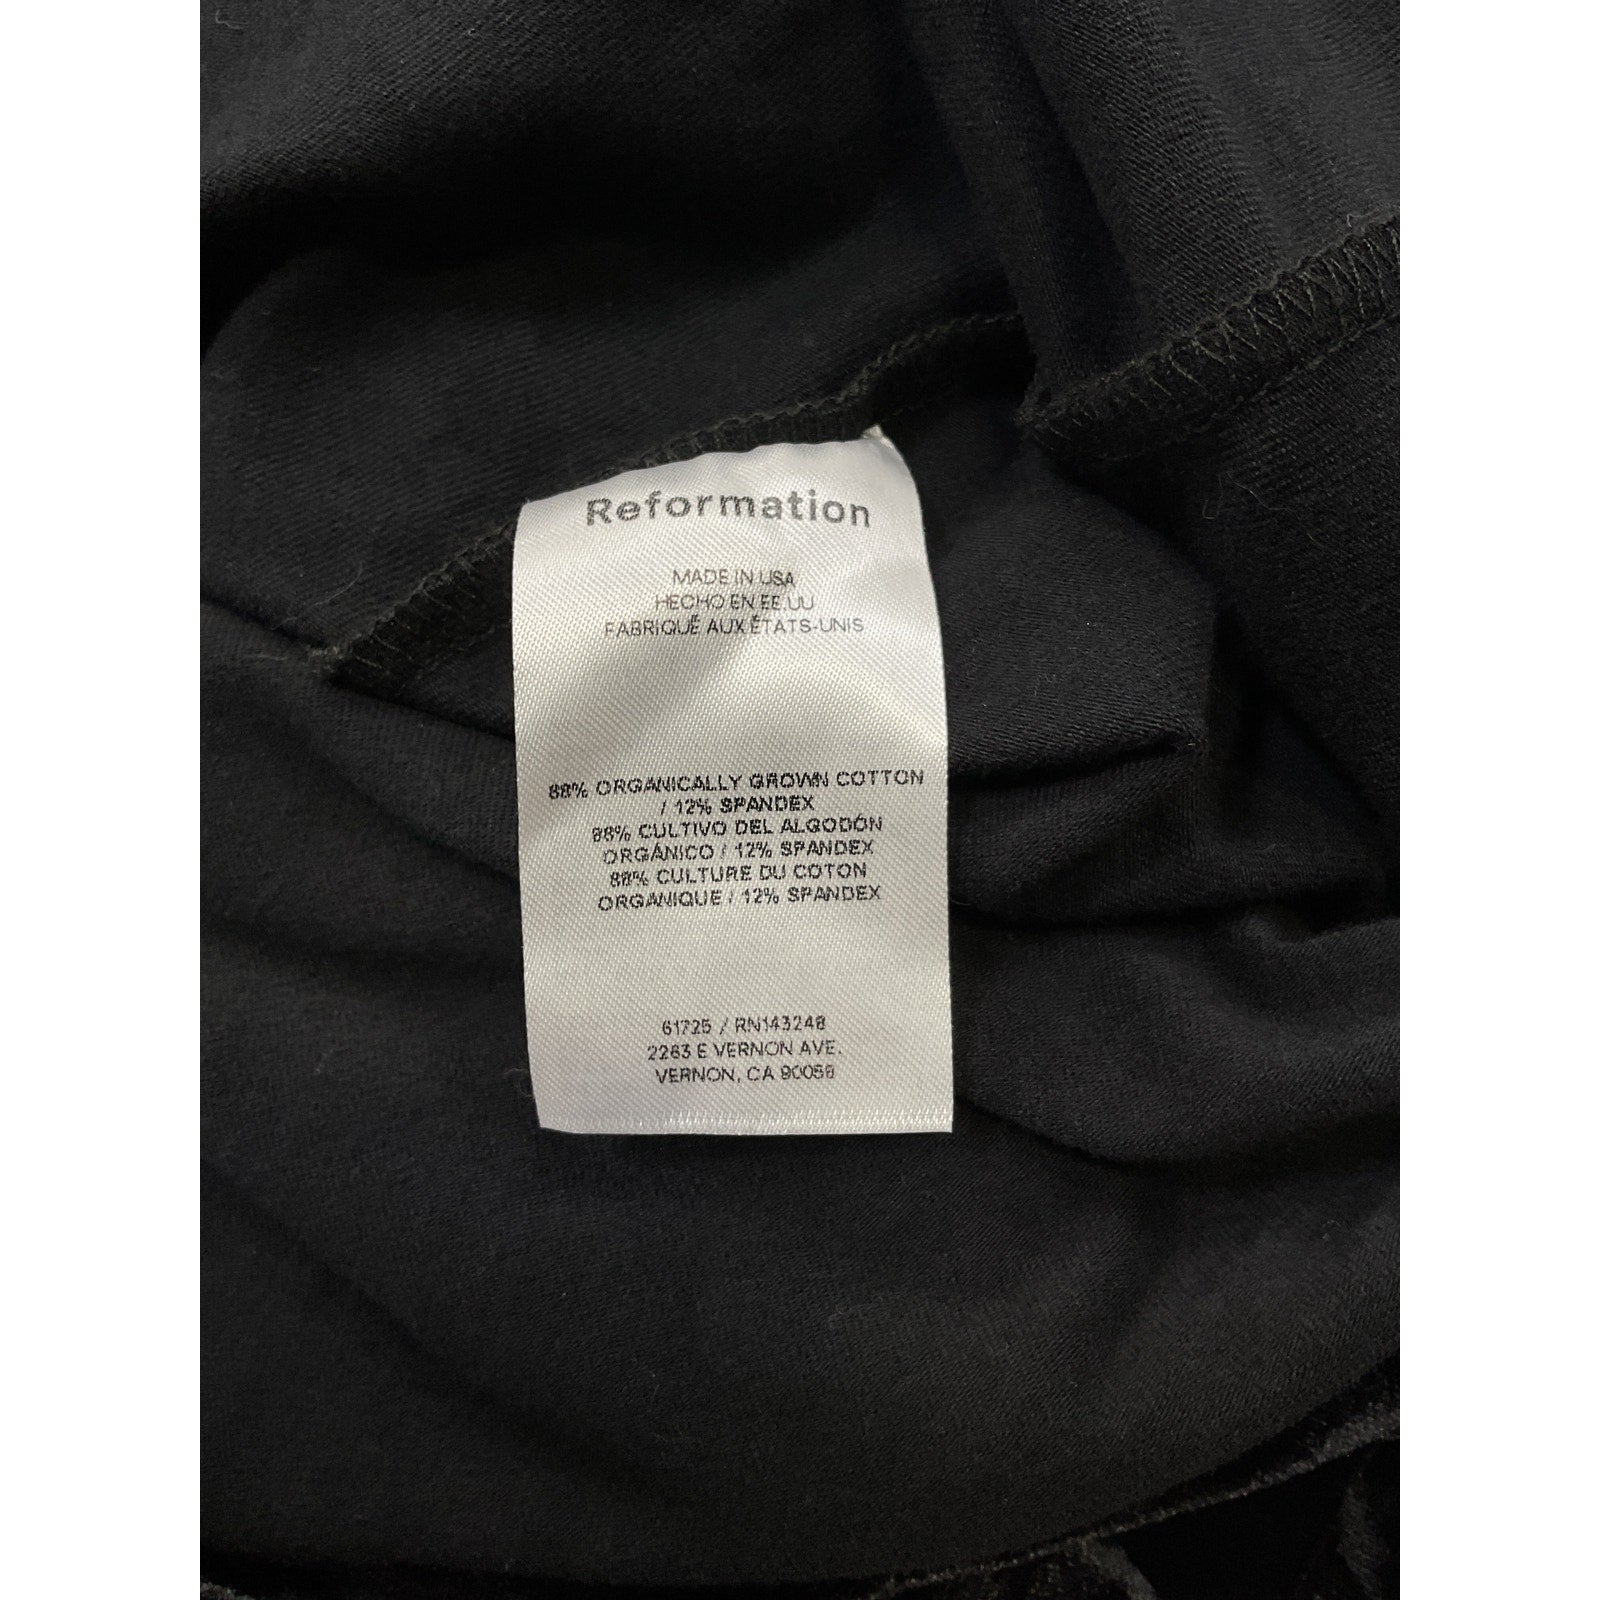 Reformation
MADE IN USA
HECHO EN EE.UU
FABRIQUÉ AUX ÉTATS-UNIS
88% ORGANICALLY GROWN COTTON
/ 12% SPANDEX
88% CULTIVO DEL ALGODÓN
ORGÁNICO / 12% SPANDEX
88% CULTURE DU COTON
ORGANIQUE / 12% SPANDEX
61725 / RN143248
2263 E VERNON AVE.
VERNON, CA 90058